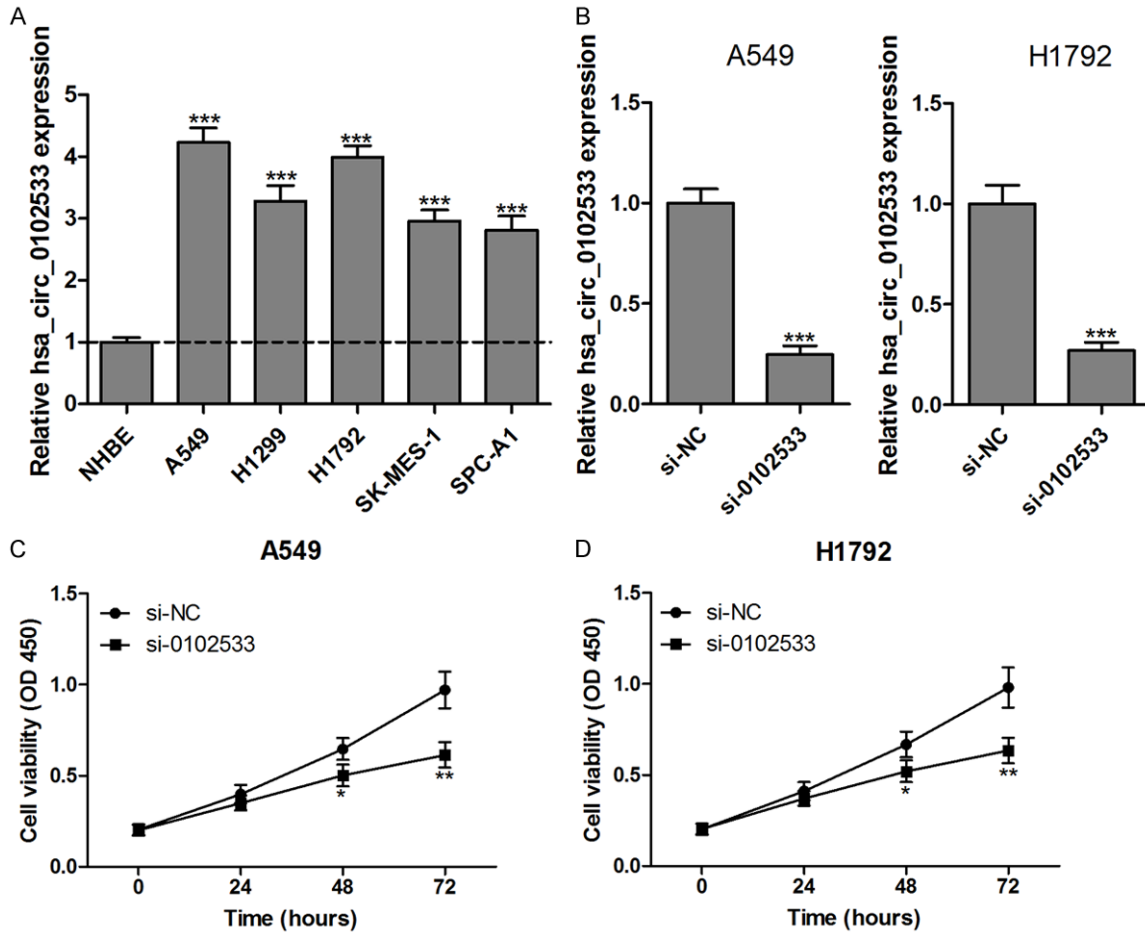 A
Relative hsa_circ_0102533 expression
5
4
3
2
1
0
***
***
***
***
***
NHBE
A549
H1299
H1792
SK-MES-1
SPC-A1
B
A549
Relative hsa_circ_0102533 expression
1.5
1.0
0.5
0.0
***
si-NC
si-0102533
H1792
Relative hsa_circ_0102533 expression
1.5
1.0
0.5
0.0
***
si-NC
si-0102533
C
A549
Cell viability (OD 450)
1.5
1.0
0.5
0.0
si-NC
si-0102533
*
**
0
24
48
72
Time (hours)
D
H1792
Cell viability (OD 450)
1.5
1.0
0.5
0.0
si-NC
si-0102533
*
**
0
24
48
72
Time (hours)